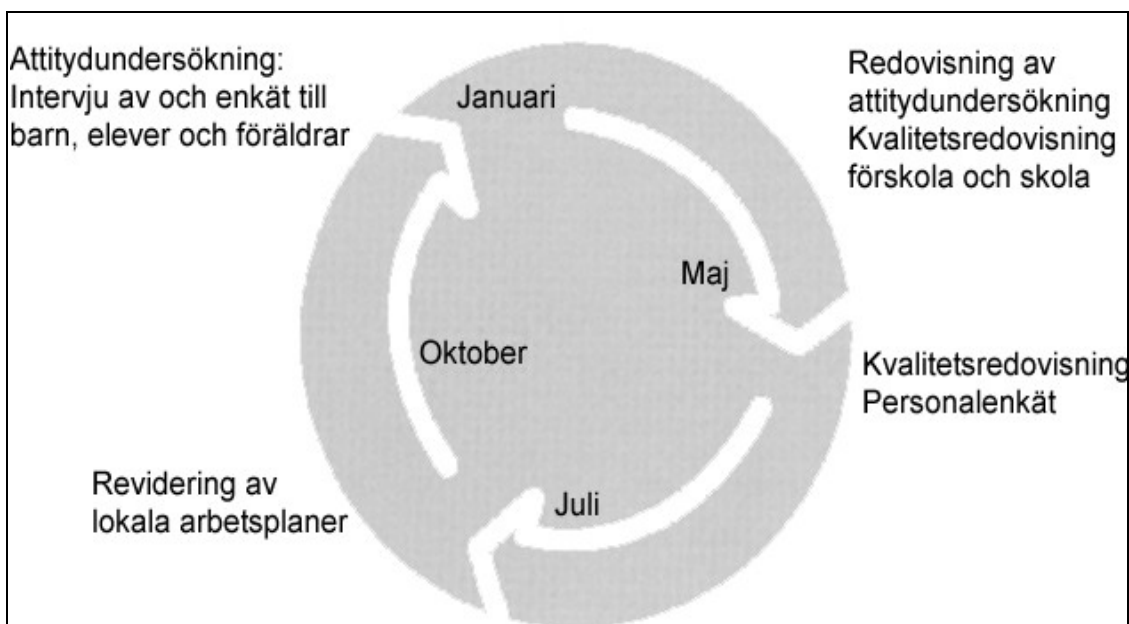 Attitydundersökning:
Intervju av och enkät till
barn, elever och föräldrar
Januari
Redovisning av
attitydundersökning
Kvalitetsredovisning
förskola och skola
Maj
Kvalitetsredovisning
Personalenkät
Juli
Oktober
Revidering av
lokala arbetsplaner